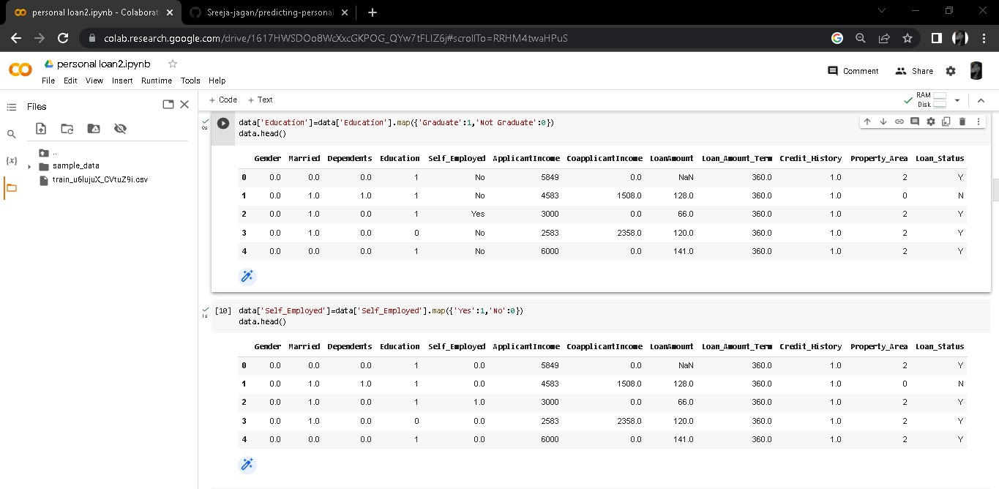 personal loan2.ipynb - Colaborat
Sreeja-jagan/predicting-personal
colab.research.google.com/drive/1617HWSDOo8WcXxcGKPOG_QYw7tFLlZ6j#scrollTo=RRHM4twaHPuS
personal loan2.ipynb
File Edit View Insert Runtime Tools Help
Comment Share
Files
+ Code + Text
RAM
Disk
..
sample_data
train_u6lujuX_CVtuZ9i.csv
{x}
0s
data['Education']=data['Education'].map({'Graduate':1,'Not Graduate':0})
data.head()
Gender Married Dependents Education Self_Employed ApplicantIncome CoapplicantIncome LoanAmount Loan_Amount_Term Credit_History Property_Area Loan_Status
0 0.0 0.0 0.0 1 No 5849 0.0 NaN 360.0 1.0 2 Y
1 0.0 1.0 1.0 1 No 4583 1508.0 128.0 360.0 1.0 0 N
2 0.0 1.0 0.0 1 Yes 3000 0.0 66.0 360.0 1.0 2 Y
3 0.0 1.0 0.0 0 No 2583 2358.0 120.0 360.0 1.0 2 Y
4 0.0 0.0 0.0 1 No 6000 0.0 141.0 360.0 1.0 2 Y
1s
[10] data['Self_Employed']=data['Self_Employed'].map({'Yes':1,'No':0})
data.head()
Gender Married Dependents Education Self_Employed ApplicantIncome CoapplicantIncome LoanAmount Loan_Amount_Term Credit_History Property_Area Loan_Status
0 0.0 0.0 0.0 1 0.0 5849 0.0 NaN 360.0 1.0 2 Y
1 0.0 1.0 1.0 1 0.0 4583 1508.0 128.0 360.0 1.0 0 N
2 0.0 1.0 0.0 1 1.0 3000 0.0 66.0 360.0 1.0 2 Y
3 0.0 1.0 0.0 0 0.0 2583 2358.0 120.0 360.0 1.0 2 Y
4 0.0 0.0 0.0 1 0.0 6000 0.0 141.0 360.0 1.0 2 Y